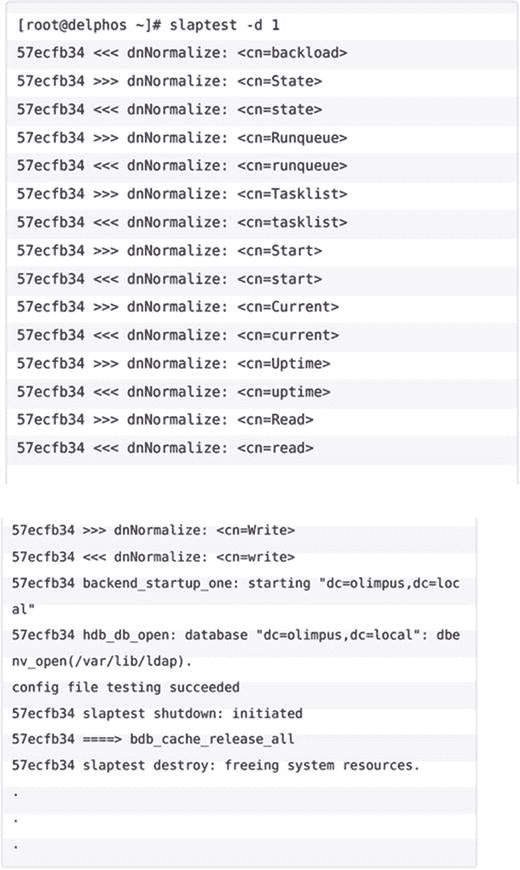 [root@delphos ~]# slaptest -d 1
57ecfb34 <<< dnNormalize: <cn=backload>
57ecfb34 >>> dnNormalize: <cn=State>
57ecfb34 <<< dnNormalize: <cn=state>
57ecfb34 >>> dnNormalize: <cn=Runqueue>
57ecfb34 <<< dnNormalize: <cn=runqueue>
57ecfb34 >>> dnNormalize: <cn=Tasklist>
57ecfb34 <<< dnNormalize: <cn=tasklist>
57ecfb34 >>> dnNormalize: <cn=Start>
57ecfb34 <<< dnNormalize: <cn=start>
57ecfb34 >>> dnNormalize: <cn=Current>
57ecfb34 <<< dnNormalize: <cn=current>
57ecfb34 >>> dnNormalize: <cn=Uptime>
57ecfb34 <<< dnNormalize: <cn=uptime>
57ecfb34 >>> dnNormalize: <cn=Read>
57ecfb34 <<< dnNormalize: <cn=read>
57ecfb34 >>> dnNormalize: <cn=Write>
57ecfb34 <<< dnNormalize: <cn=write>
57ecfb34 backend_startup_one: starting "dc=olimpus,dc=loc
al"
57ecfb34 hdb_db_open: database "dc=olimpus,dc=local": dbe
nv_open(/var/lib/ldap).
config file testing succeeded
57ecfb34 slaptest shutdown: initiated
57ecfb34 ====> bdb_cache_release_all
57ecfb34 slaptest destroy: freeing system resources.
.
.
.